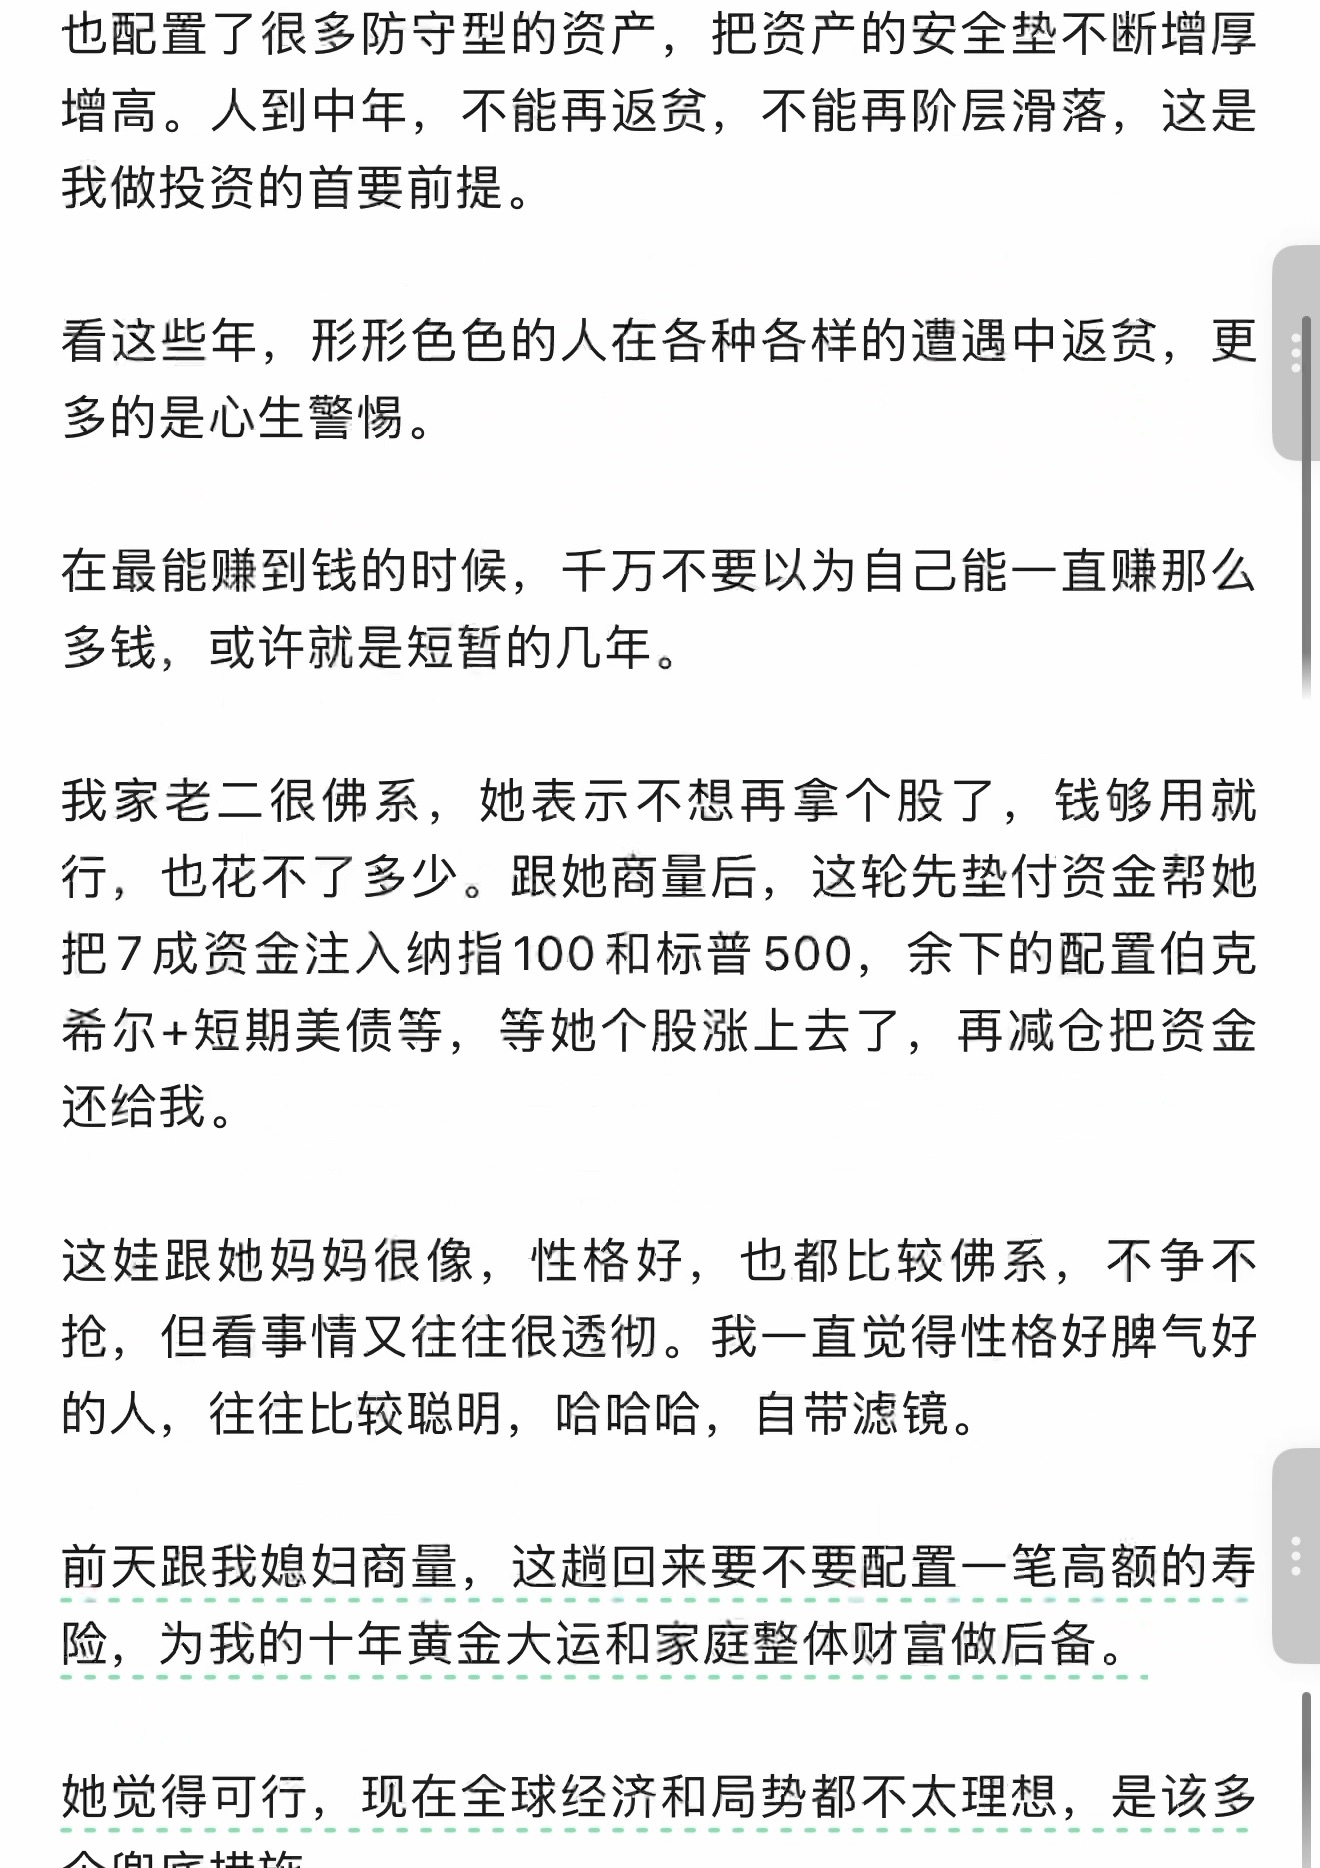 也配置了很多防守型的资产，把资产的安全垫不断增厚
增高。人到中年，不能再返贫，不能再阶层滑落，这是
我做投资的首要前提。
看这些年，形形色色的人在各种各样的遭遇中返贫，更
多的是心生警惕。
在最能赚到钱的时候，千万不要以为自己能一直赚那么
多钱，或许就是短暂的几年。
我家老二很佛系，她表示不想再拿个股了，钱够用就
行，也花不了多少。跟她商量后，这轮先垫付资金帮她
把7成资金注入纳指100和标普500，余下的配置伯克
希尔+短期美债等，等她个股涨上去了，再减仓把资金
还给我。
这娃跟她妈妈很像，性格好，也都比较佛系，不争不
抢，但看事情又往往很透彻。我一直觉得性格好脾气好
的人，往往比较聪明，哈哈哈，自带滤镜。
前天跟我媳妇商量，这趟回来要不要配置一笔高额的寿
险，为我的十年黄金大运和家庭整体财富做后备。
她觉得可行，现在全球经济和局势都不太理想，是该多
个兜底措施